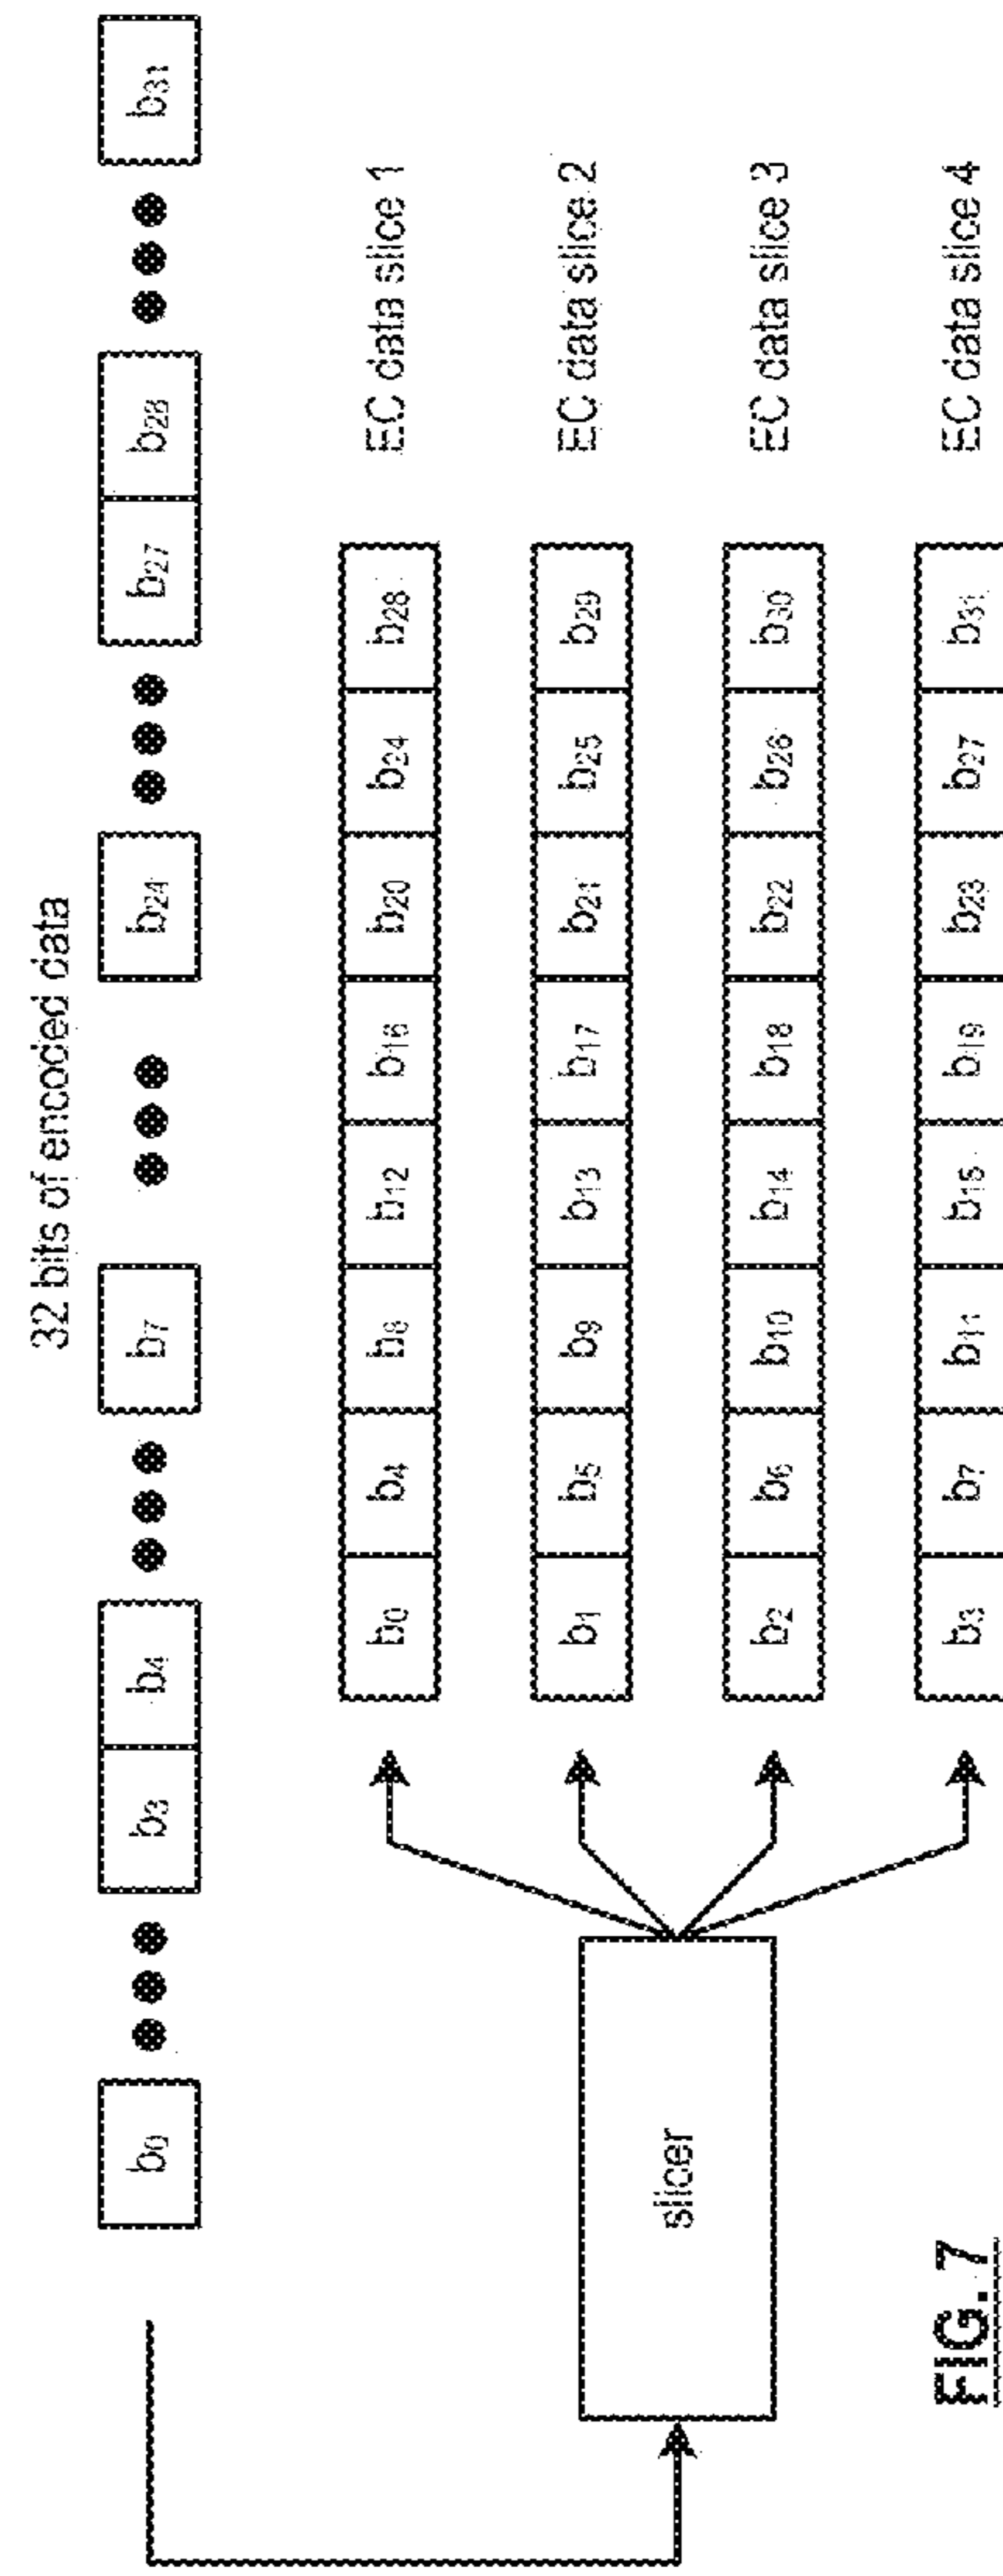 32 bits of encoded data
b0 ●●● b3 b4 ●●● b7 ●●● b24 ●●● b27 b28 ●●● b31
b0 b4 b8 b12 b16 b20 b24 b28 EC data slice 1
b1 b5 b9 b13 b17 b21 b25 b29 EC data slice 2
slicer
b2 b6 b10 b14 b18 b22 b26 b30 EC data slice 3
b3 b7 b11 b15 b19 b23 b27 b31 EC data slice 4
FIG. 7